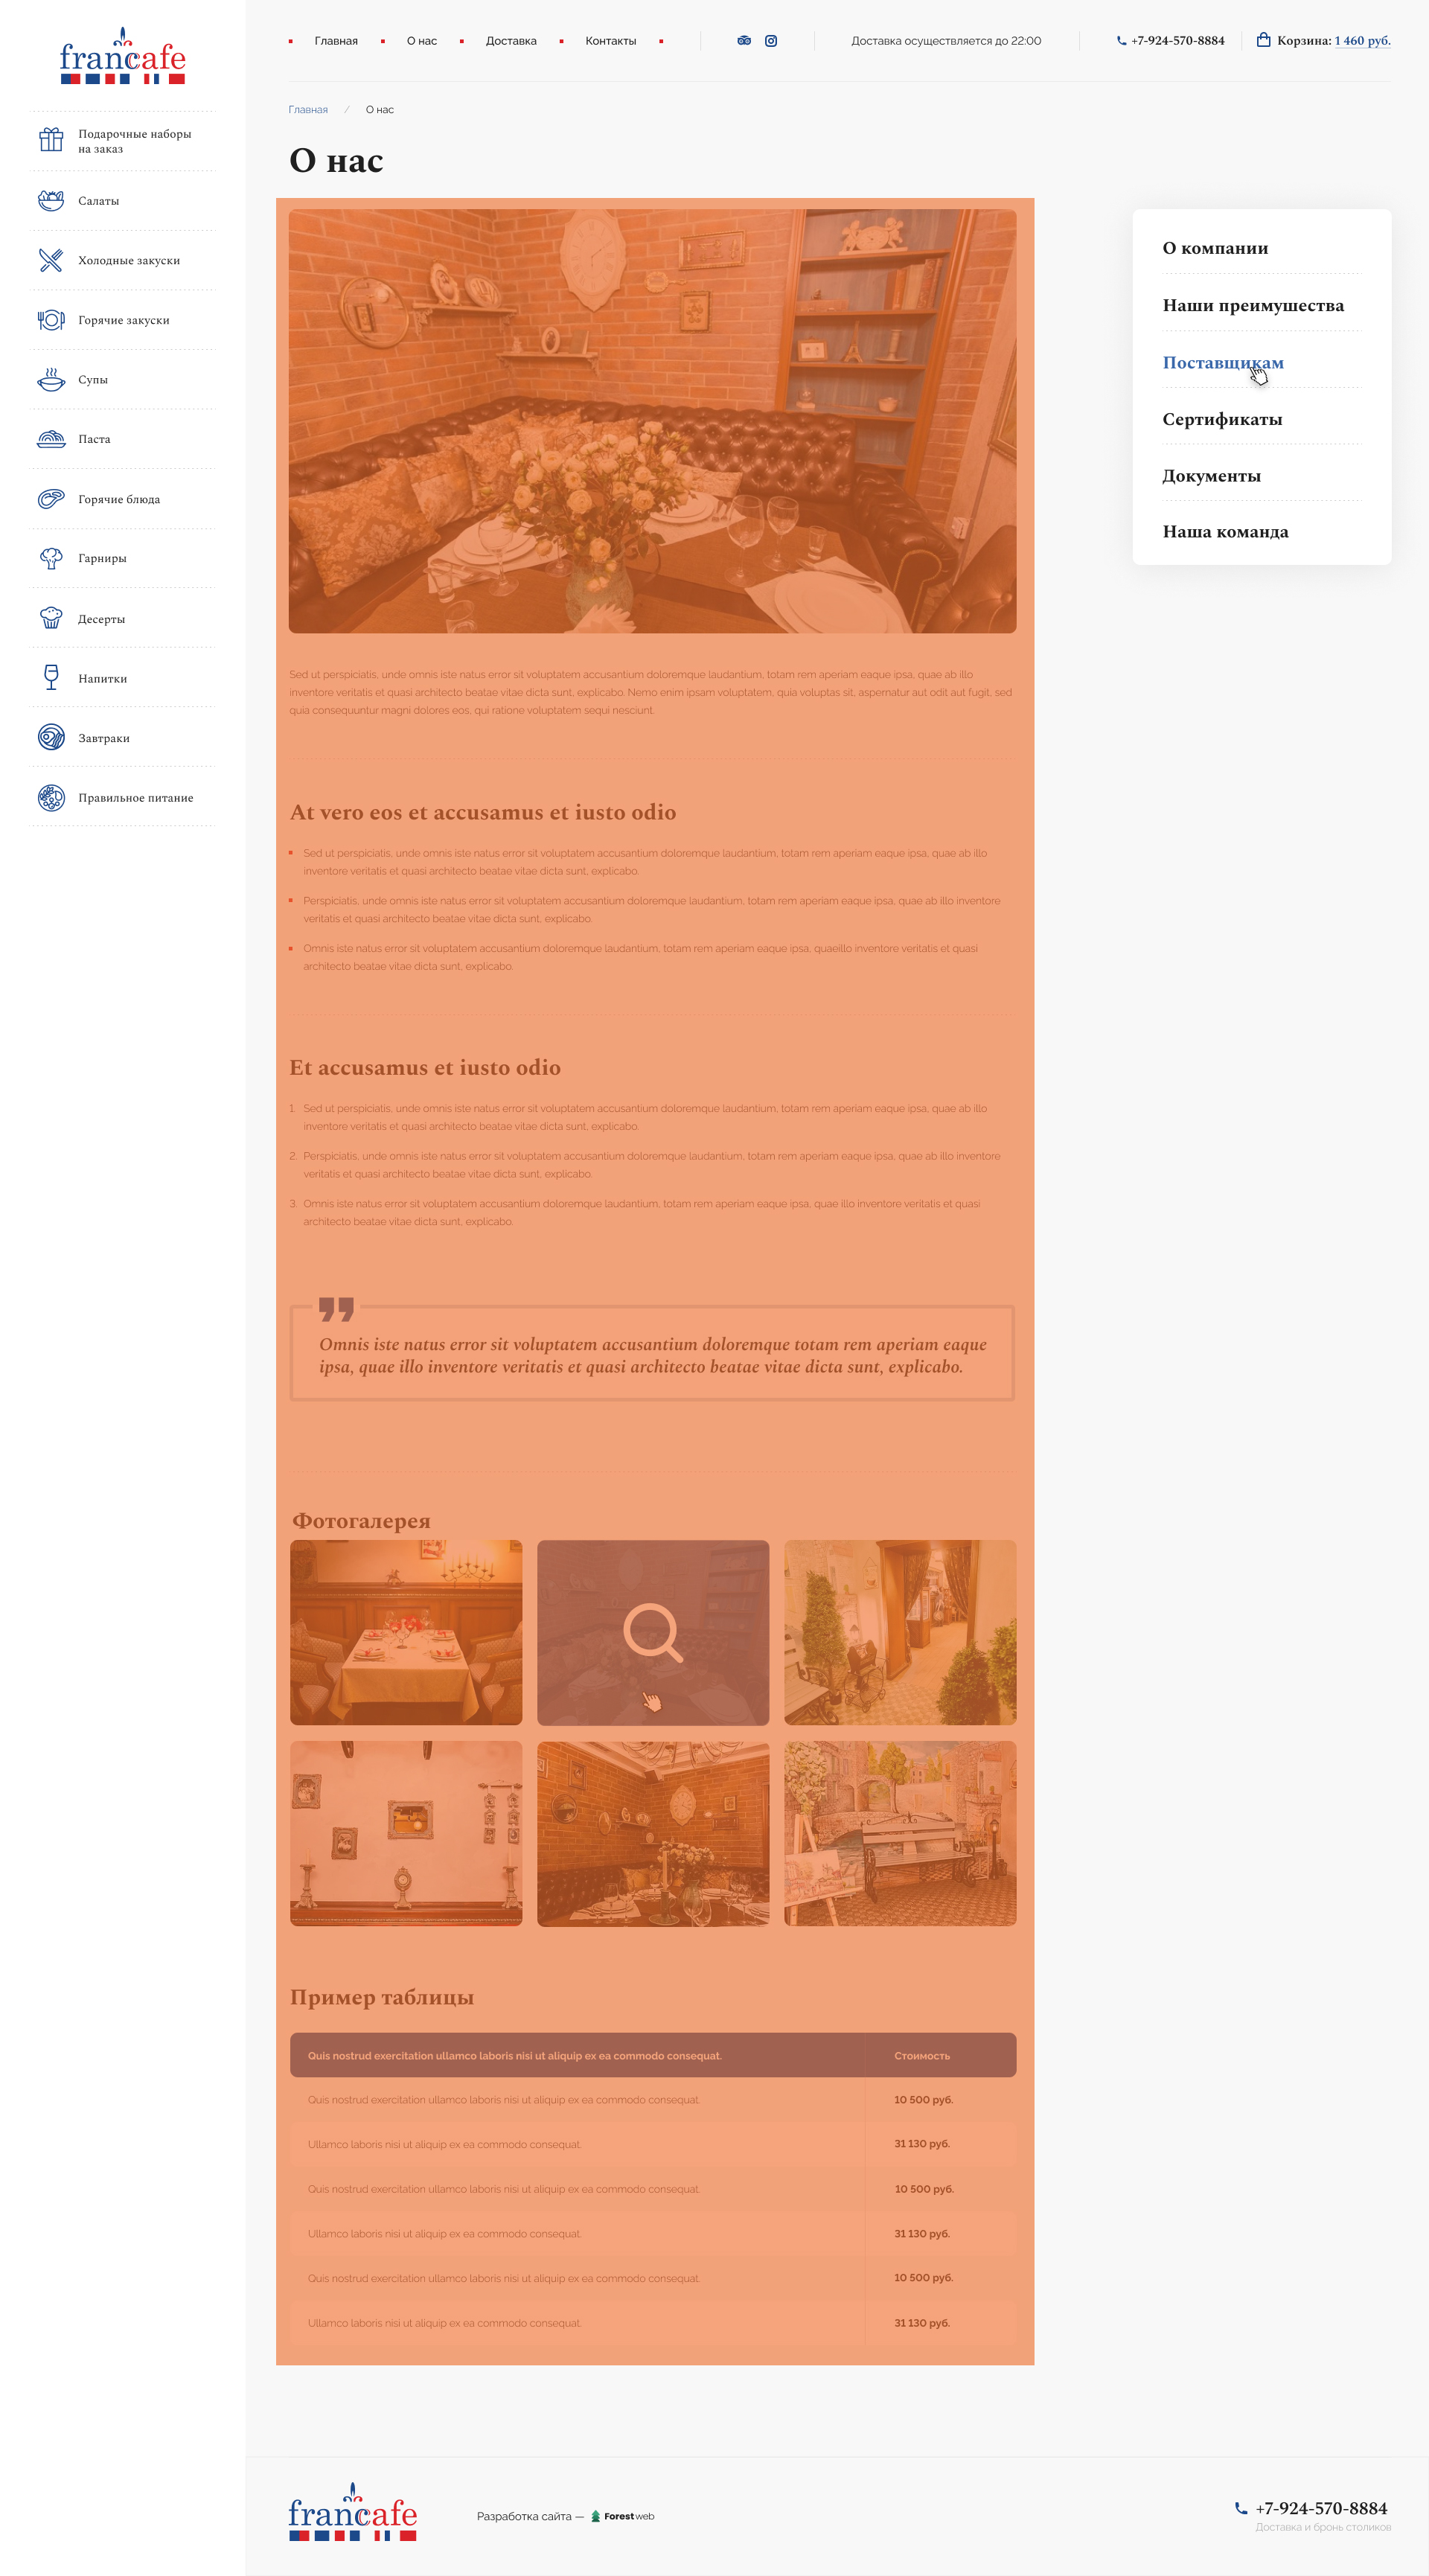 francafe
Главная
О нас
Доставка
Контакты
Доставка осуществляется до 22:00
+7-924-570-8884
Корзина: 1 460 руб.
Подарочные наборы
на заказ
Салаты
Холодные закуски
Горячие закуски
Супы
Паста
Горячие блюда
Гарниры
Десерты
Напитки
Завтраки
Правильное питание
Главная / О нас
О нас
Sed ut perspiciatis, unde omnis iste natus error sit voluptatem accusantium doloremque laudantium, totam rem aperiam eaque ipsa, quae ab illo
inventore veritatis et quasi architecto beatae vitae dicta sunt, explicabo. Nemo enim ipsam voluptatem, quia voluptas sit, aspernatur aut odit aut fugit, sed
quia consequuntur magni dolores eos, qui ratione voluptatem sequi nesciunt.
At vero eos et accusamus et iusto odio
Sed ut perspiciatis, unde omnis iste natus error sit voluptatem accusantium doloremque laudantium, totam rem aperiam eaque ipsa, quae ab illo
inventore veritatis et quasi architecto beatae vitae dicta sunt, explicabo.
Perspiciatis, unde omnis iste natus error sit voluptatem accusantium doloremque laudantium, totam rem aperiam eaque ipsa, quae ab illo inventore
veritatis et quasi architecto beatae vitae dicta sunt, explicabo.
Omnis iste natus error sit voluptatem accusantium doloremque laudantium, totam rem aperiam eaque ipsa, quaeillo inventore veritatis et quasi
architecto beatae vitae dicta sunt, explicabo.
Et accusamus et iusto odio
1. Sed ut perspiciatis, unde omnis iste natus error sit voluptatem accusantium doloremque laudantium, totam rem aperiam eaque ipsa, quae ab illo
inventore veritatis et quasi architecto beatae vitae dicta sunt, explicabo.
2. Perspiciatis, unde omnis iste natus error sit voluptatem accusantium doloremque laudantium, totam rem aperiam eaque ipsa, quae ab illo inventore
veritatis et quasi architecto beatae vitae dicta sunt, explicabo.
3. Omnis iste natus error sit voluptatem accusantium doloremque laudantium, totam rem aperiam eaque ipsa, quae illo inventore veritatis et quasi
architecto beatae vitae dicta sunt, explicabo.
Omnis iste natus error sit voluptatem accusantium doloremque totam rem aperiam eaque
ipsa, quae illo inventore veritatis et quasi architecto beatae vitae dicta sunt, explicabo.
Фотогалерея
Пример таблицы
Quis nostrud exercitation ullamco laboris nisi ut aliquip ex ea commodo consequat. Стоимость
Quis nostrud exercitation ullamco laboris nisi ut aliquip ex ea commodo consequat. 10 500 руб.
Ullamco laboris nisi ut aliquip ex ea commodo consequat. 31 130 руб.
Quis nostrud exercitation ullamco laboris nisi ut aliquip ex ea commodo consequat. 10 500 руб.
Ullamco laboris nisi ut aliquip ex ea commodo consequat. 31 130 руб.
Quis nostrud exercitation ullamco laboris nisi ut aliquip ex ea commodo consequat. 10 500 руб.
Ullamco laboris nisi ut aliquip ex ea commodo consequat. 31 130 руб.
О компании
Наши преимушества
Поставщикам
Сертификаты
Документы
Наша команда
francafe
Разработка сайта — Forestweb
+7-924-570-8884
Доставка и бронь столиков